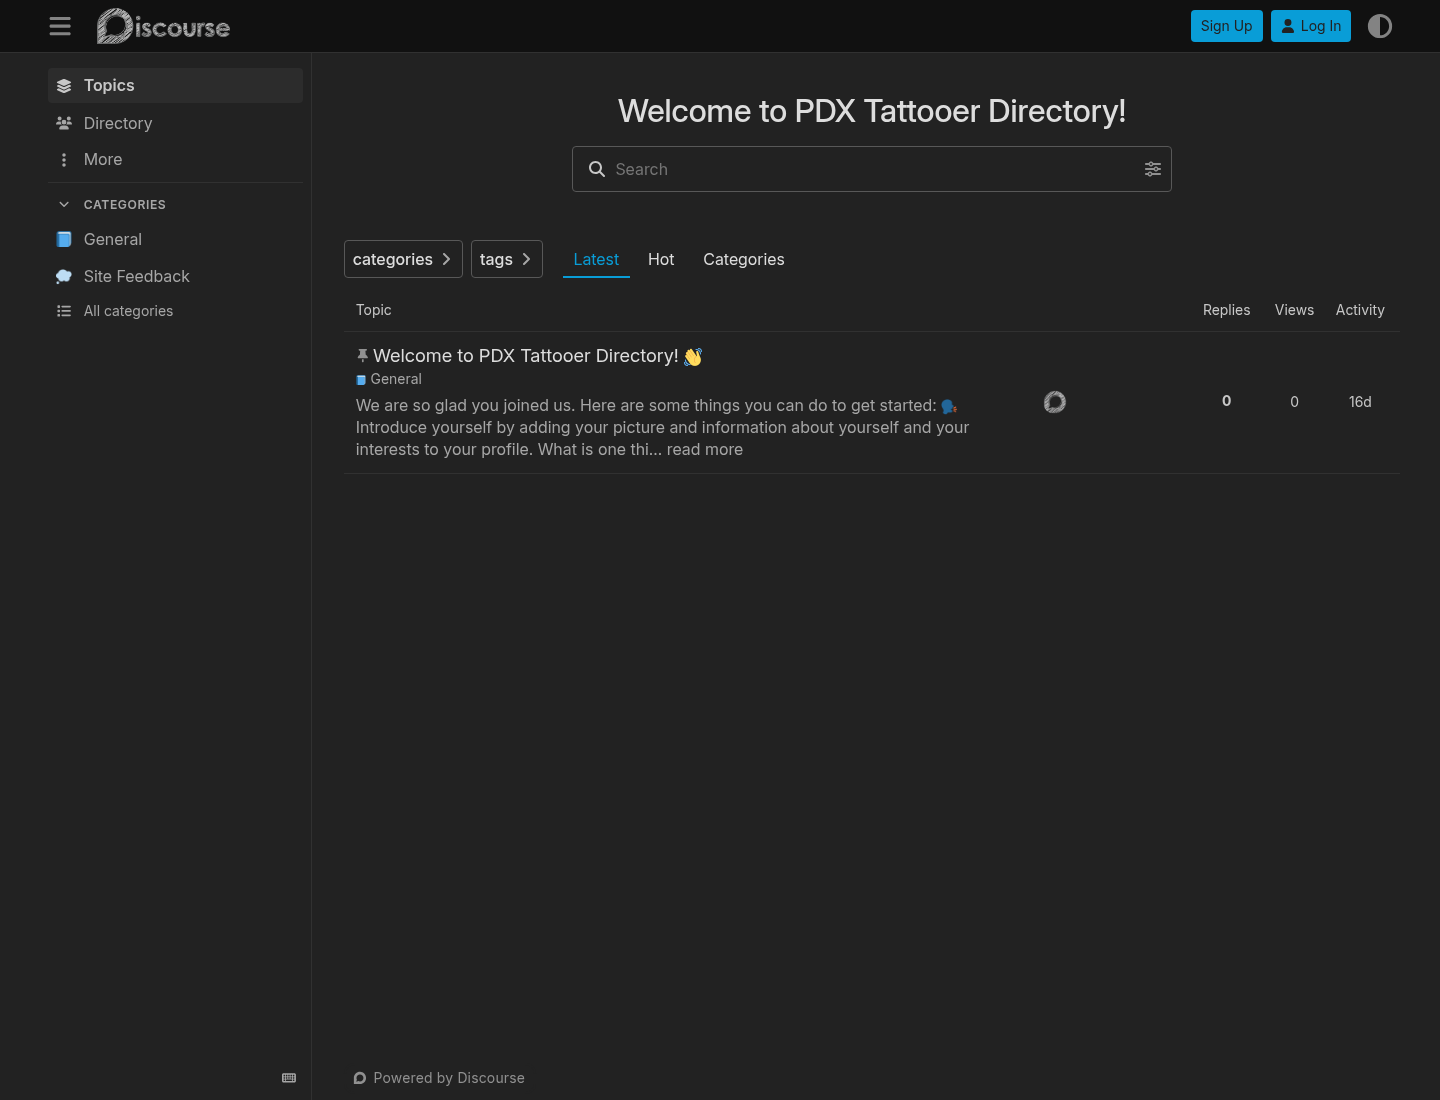 Discourse
Sign Up
Log In
Topics
Directory
More
CATEGORIES
General
Site Feedback
All categories
Welcome to PDX Tattooer Directory!
Search
categories
tags
Latest
Hot
Categories
Topic
Replies
Views
Activity
Welcome to PDX Tattooer Directory! 👋
General
We are so glad you joined us. Here are some things you can do to get started: 🗣
Introduce yourself by adding your picture and information about yourself and your
interests to your profile. What is one thi… read more
0
0
16d
Powered by Discourse